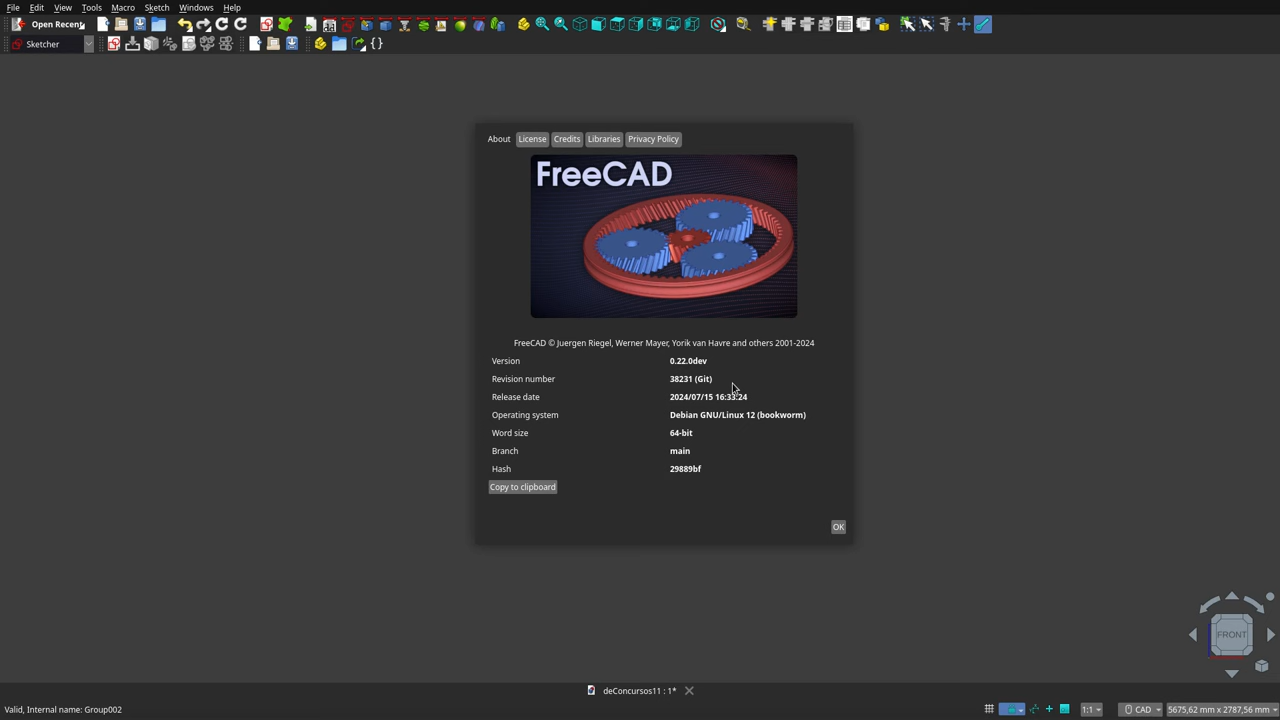 File Edit View Tools Macro Sketch Windows Help
Open Recent
Sketcher
{}
About License Credits Libraries Privacy Policy
FreeCAD
FreeCAD © Juergen Riegel, Werner Mayer, Yorik van Havre and others 2001-2024
Version 0.22.0dev
Revision number 38231 (Git)
Release date 2024/07/15 16:33:24
Operating system Debian GNU/Linux 12 (bookworm)
Word size 64-bit
Branch main
Hash 29889bf
Copy to clipboard
OK
FRONT
deConcursos11 : 1*
Valid, Internal name: Group002
1:1 CAD 5675,62 mm x 2787,56 mm